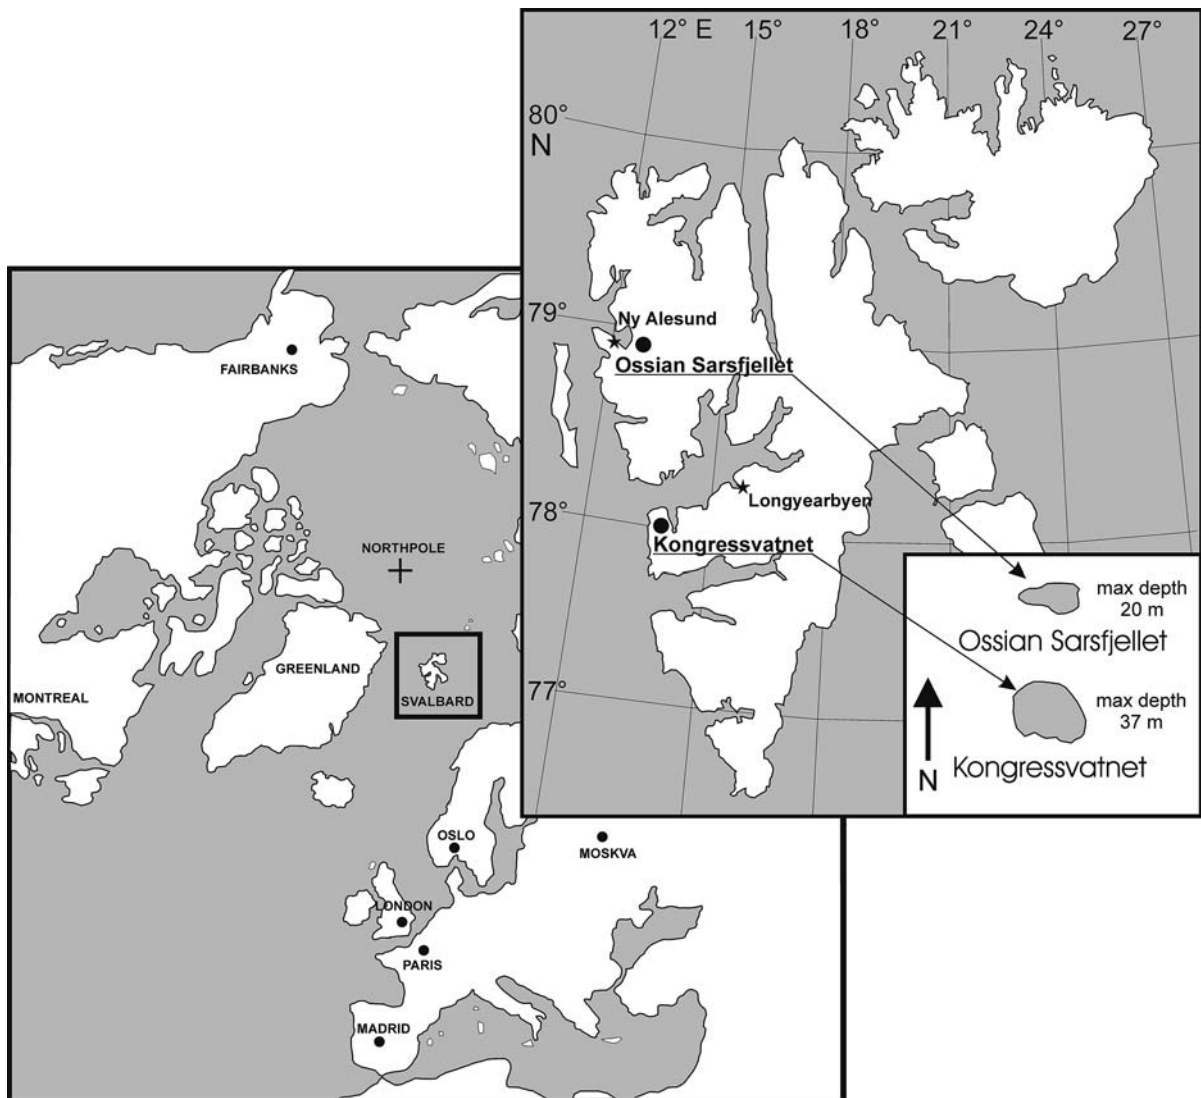 12° E 15° 18° 21° 24° 27°
80°
N
79°
Ny Alesund
Ossian Sarsfjellet
78°
Longyearbyen
Kongressvatnet
77°
max depth
20 m
Ossian Sarsfjellet
max depth
37 m
N
Kongressvatnet
FAIRBANKS
NORTHPOLE
GREENLAND
SVALBARD
MONTREAL
OSLO
MOSKVA
LONDON
PARIS
MADRID